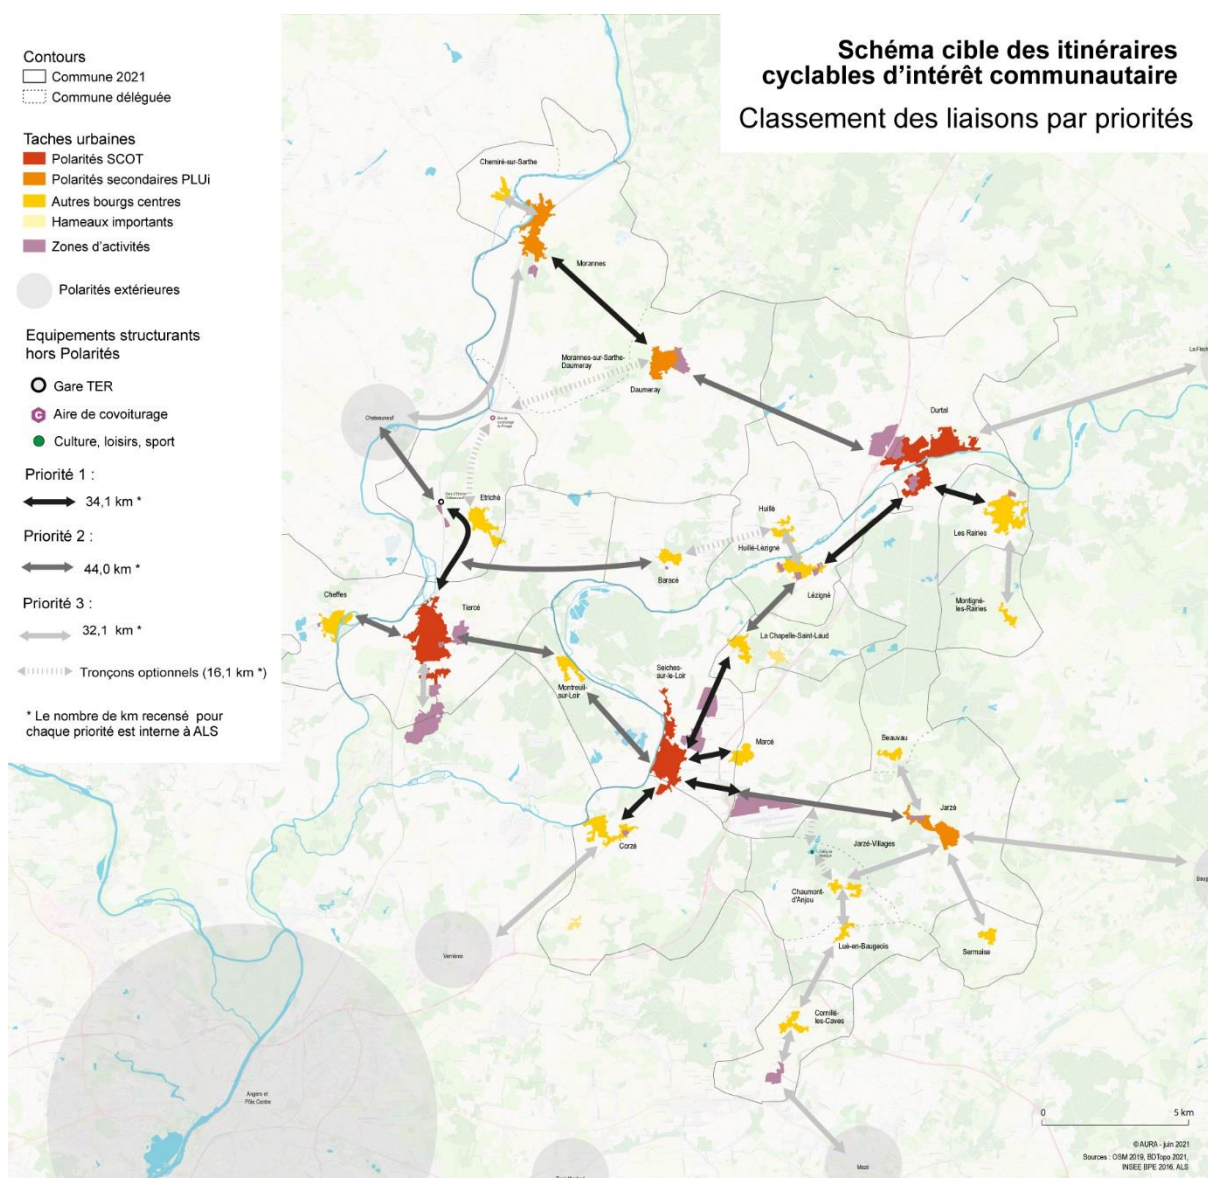 Schéma cible des itinéraires
cyclables d'intérêt communautaire
Classement des liaisons par priorités
Contours
Commune 2021
Commune déléguée
Taches urbaines
Polarités SCOT
Polarités secondaires PLUi
Autres bourgs centres
Hameaux importants
Zones d'activités
Polarités extérieures
Equipements structurants
hors Polarités
Gare TER
C
Aire de covoiturage
Culture, loisirs, sport
Priorité 1 :
34,1 km *
Priorité 2 :
44,0 km *
Priorité 3 :
32,1 km *
Tronçons optionnels (16,1 km *)
* Le nombre de km recensé pour
chaque priorité est interne à ALS
Chemiré-sur-Sarthe
Morannes
Morannes-sur-Sarthe-
Daumeray
Daumeray
Chateauneuf
Durtal
La Flèch
Etriché
Huillé
Huillé-Lézigné
Les Rairies
Baracé
Lézigné
Montigné-
les-Rairies
Cheffes
Tiercé
La Chapelle-Saint-Laud
Montreuil-
sur-Loir
Seiches-
sur-le-Loir
Marcé
Beauvau
Jarzé
Corzé
Jarzé-Villages
Chaumont-
d'Anjou
Baug
Lué-en-Baugeois
Sermaise
Verrières
Cornillé-
les-Caves
Angers et
Pôle Centre
Mazé
0 5 km
© AURA - juin 2021
Sources : OSM 2019, BDTopo 2021,
INSEE BPE 2016, ALS